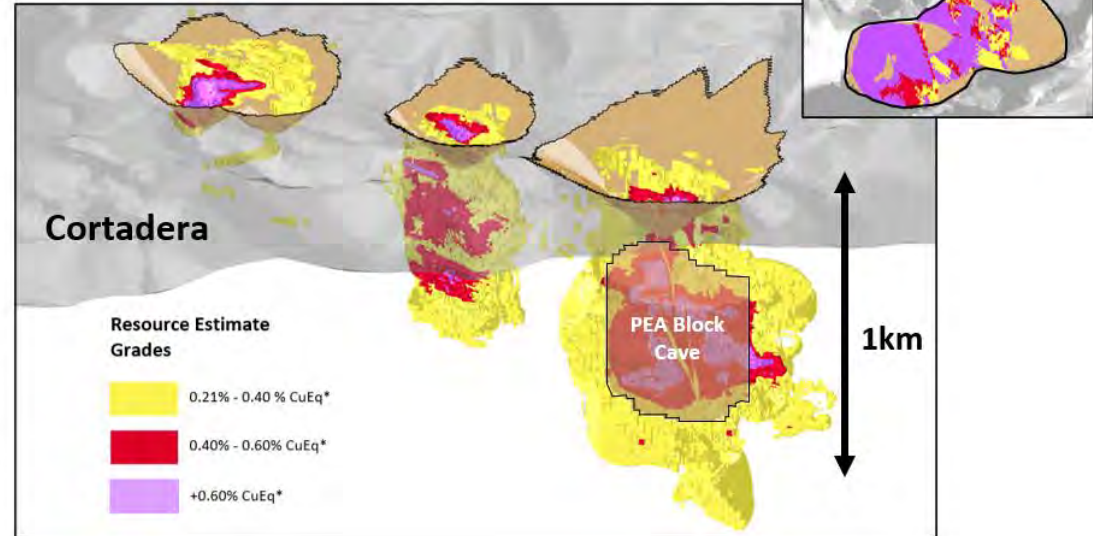 Cortadera
Resource Estimate
Grades
0.21% - 0.40 % CuEq*
0.40% - 0.60% CuEq*
+0.60% CuEq*
PEA Block
Cave
1km